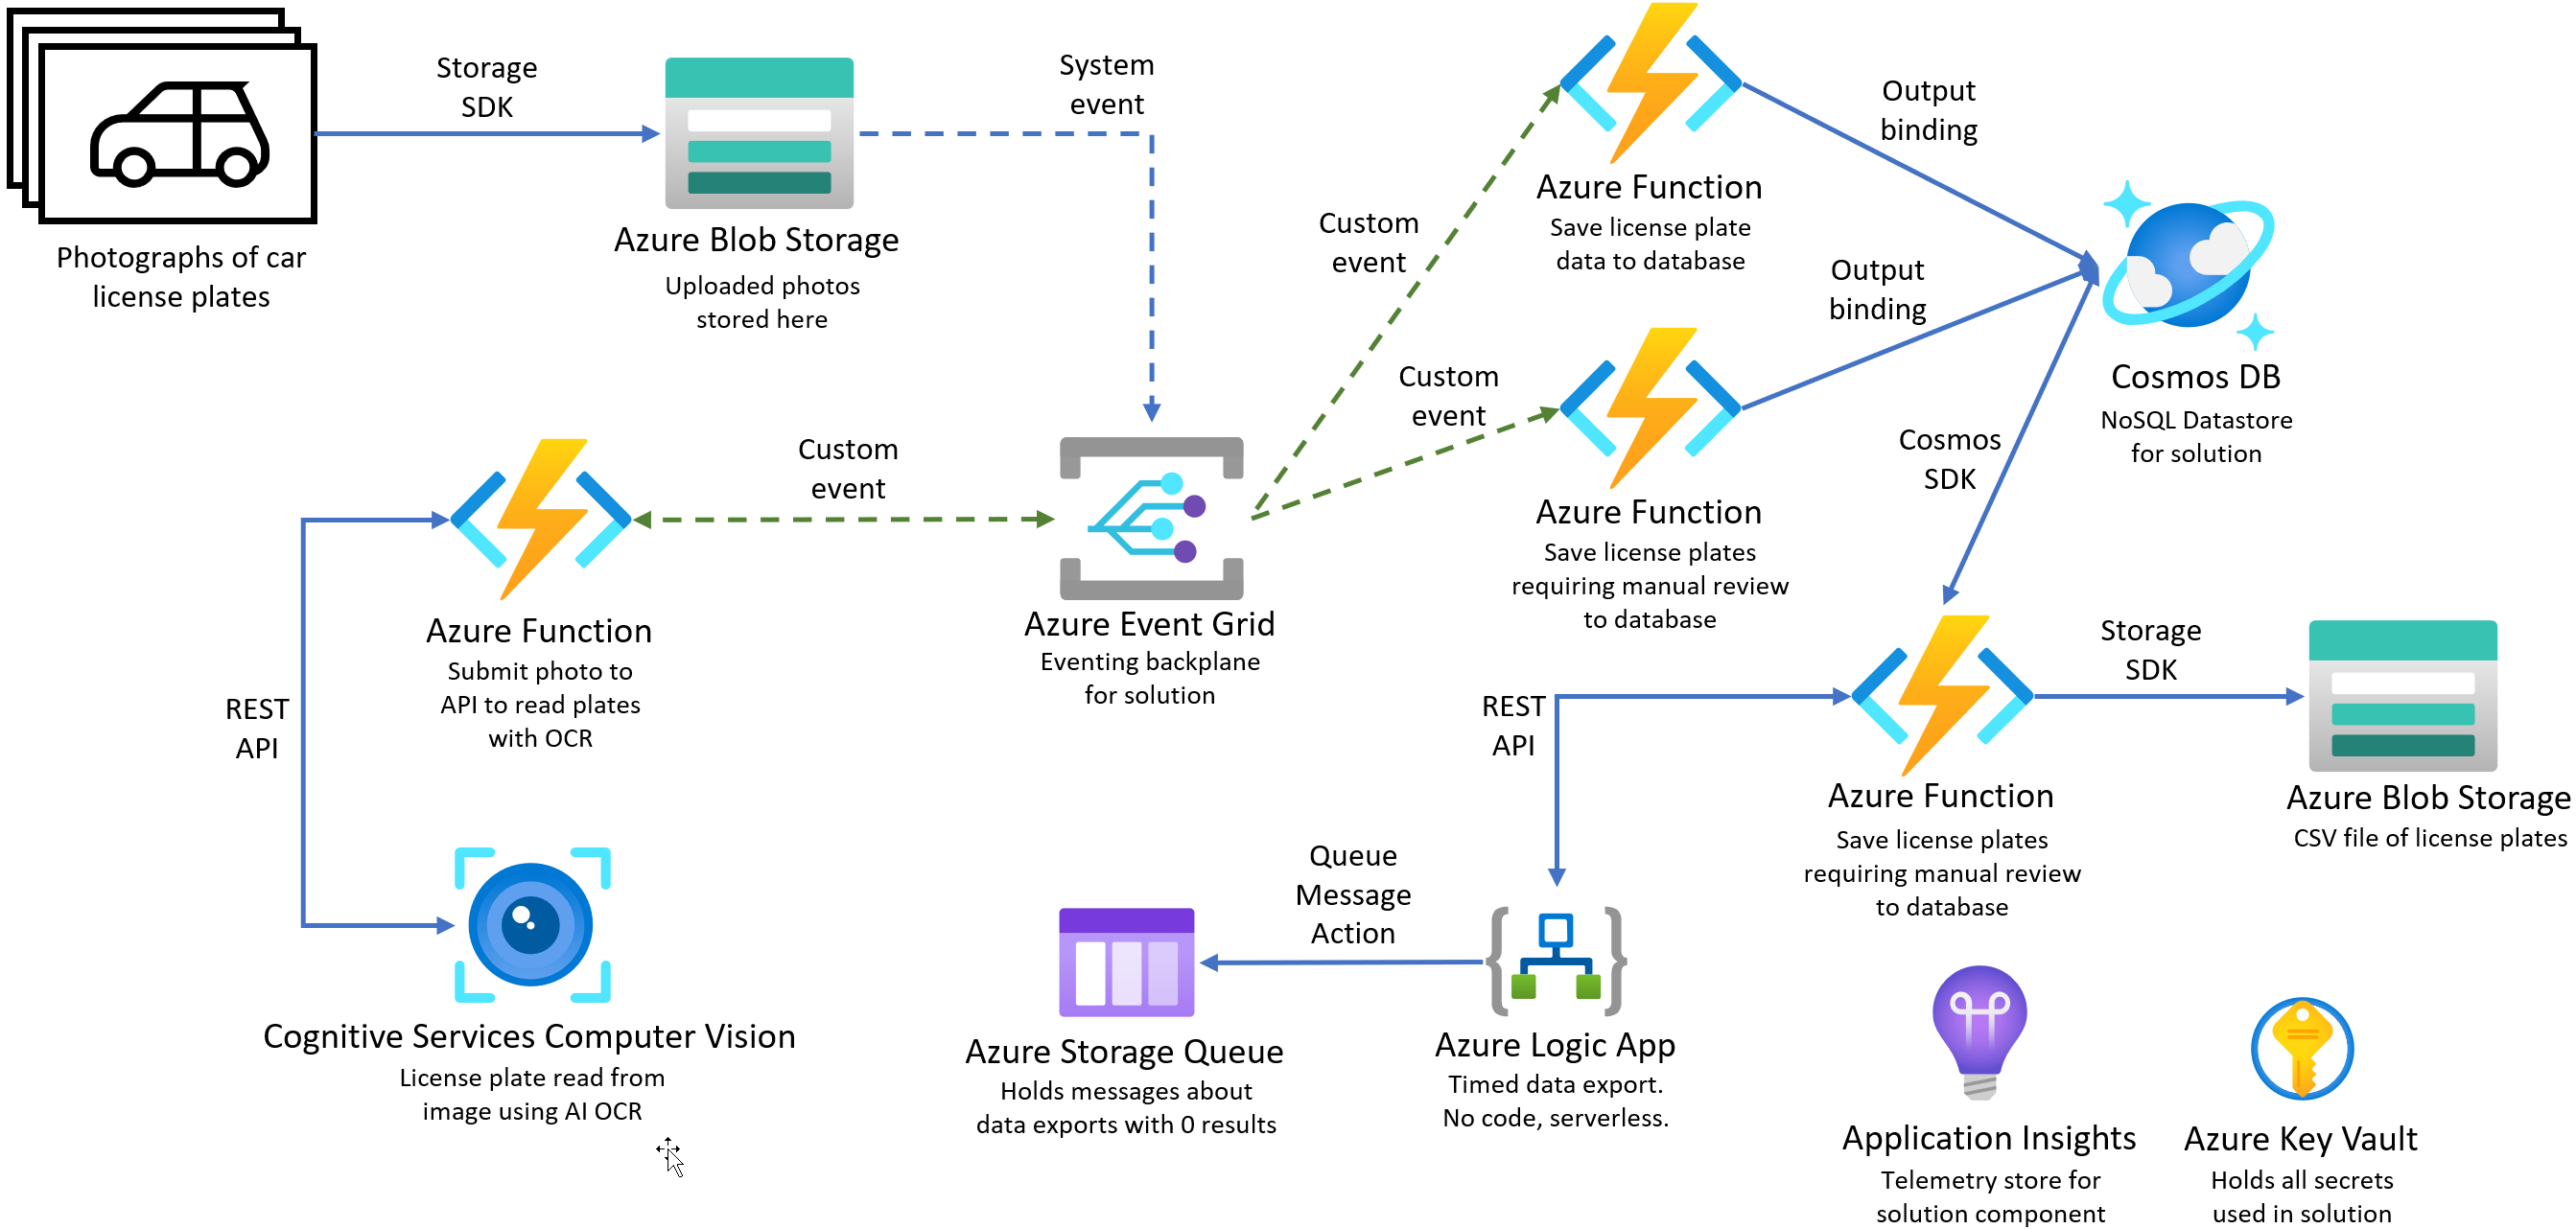 Storage
SDK
System
event
Photographs of car
license plates
Azure Blob Storage
Uploaded photos
stored here
Custom
event
Azure Function
Save license plate
data to database
Output
binding
Output
binding
Custom
event
Azure Function
Save license plates
requiring manual review
to database
Cosmos DB
NoSQL Datastore
for solution
Cosmos
SDK
Custom
event
Azure Function
Submit photo to
API to read plates
with OCR
Azure Event Grid
Eventing backplane
for solution
REST
API
REST
API
Storage
SDK
Azure Function
Save license plates
requiring manual review
to database
Azure Blob Storage
CSV file of license plates
Queue
Message
Action
Cognitive Services Computer Vision
License plate read from
image using AI OCR
Azure Storage Queue
Holds messages about
data exports with 0 results
Azure Logic App
Timed data export.
No code, serverless.
Application Insights
Telemetry store for
solution component
Azure Key Vault
Holds all secrets
used in solution